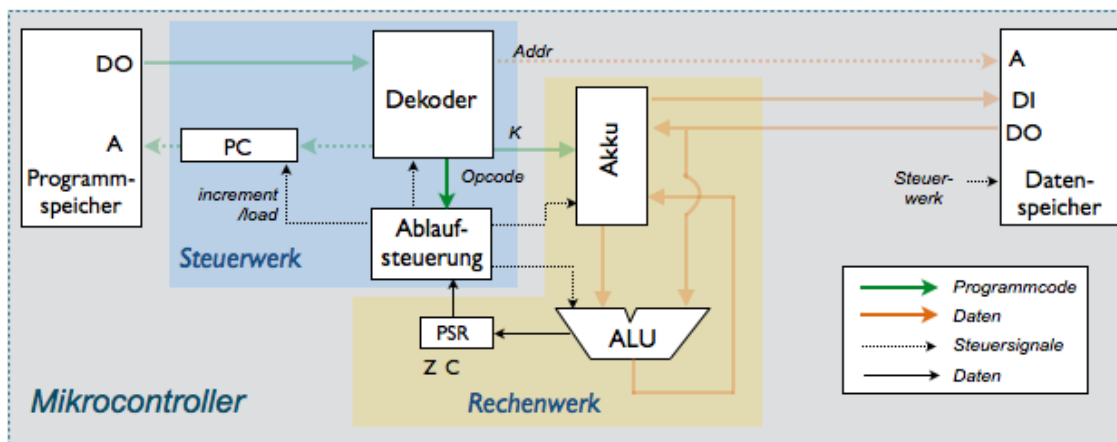 DO
A
Programm-
speicher
PC
increment
/load
Steuerwerk
Dekoder
Opcode
Ablauf-
steuerung
Addr
K
Akku
PSR
Z C
ALU
Rechenwerk
A
DI
DO
Steuer-
werk
Daten-
speicher
Programmcode
Daten
Steuersignale
Daten
Mikrocontroller